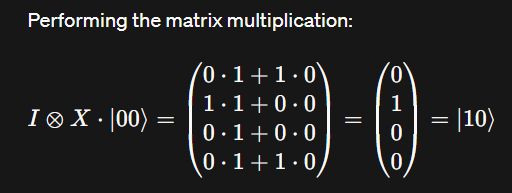 Performing the matrix multiplication:
I ⊗ X · |00⟩ = (0 · 1 + 1 · 0
1 · 1 + 0 · 0
0 · 1 + 0 · 0
0 · 1 + 1 · 0) = (0
1
0
0) = |10⟩